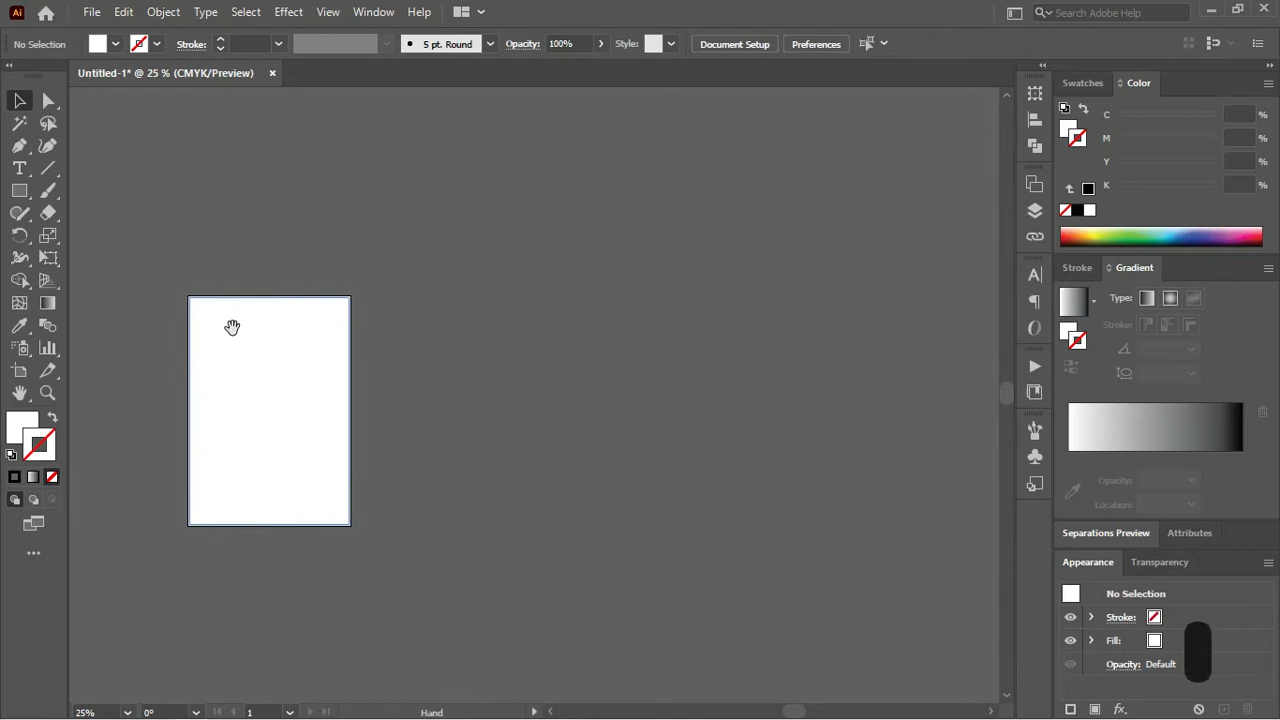 Ai File Edit Object Type Select Effect View Window Help Search Adobe Help
No Selection Stroke: 5 pt. Round Opacity: 100% Style: Document Setup Preferences
Untitled-1* @ 25 % (CMYK/Preview)
Swatches Color
C %
M %
Y %
K %
Stroke Gradient
Type:
Stroke:
Opacity:
Location:
Separations Preview Attributes
Appearance Transparency
No Selection
Stroke:
Fill:
Opacity: Default
fx.
25% 0° 1 Hand